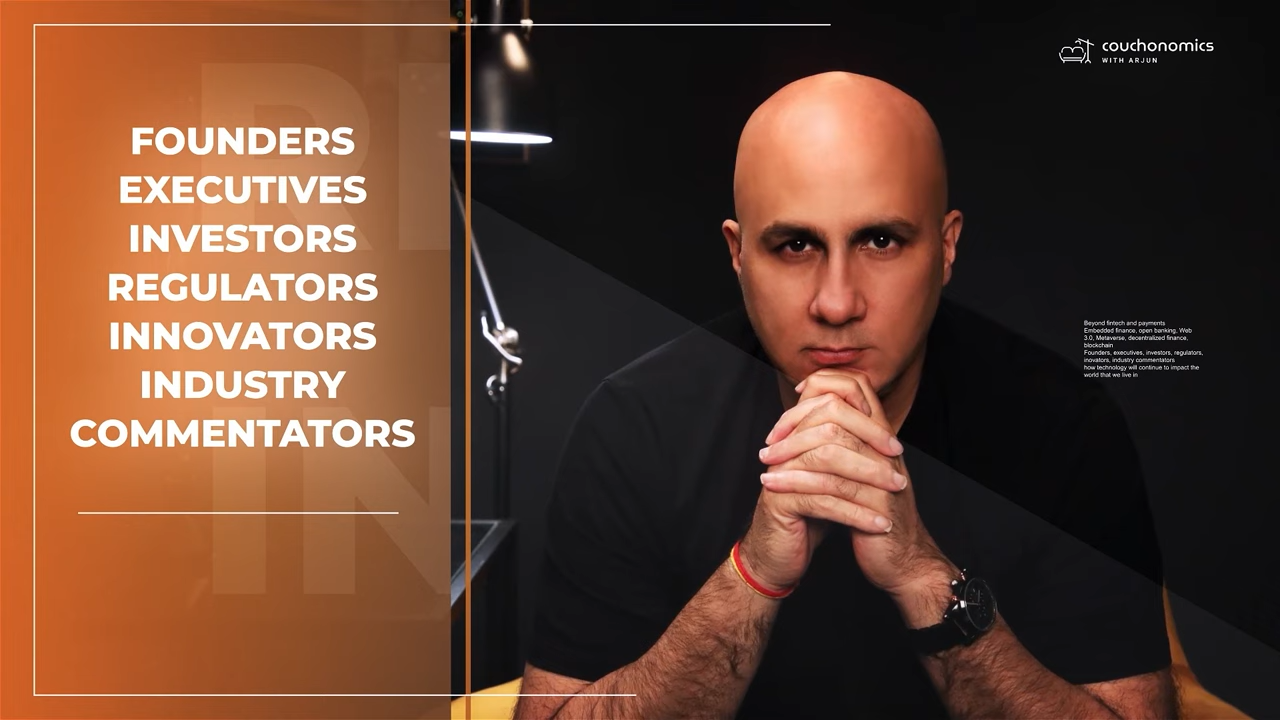 FOUNDERS
EXECUTIVES
INVESTORS
REGULATORS
INNOVATORS
INDUSTRY
COMMENTATORS
couchonomics
WITH ARJUN
Beyond fintech and payments
Embedded finance, open banking, Web
3.0, Metaverse, decentralized finance,
blockchain
Founders, executives, investors, regulators,
inovators, industry commentators
how technology will continue to impact the
world that we live in